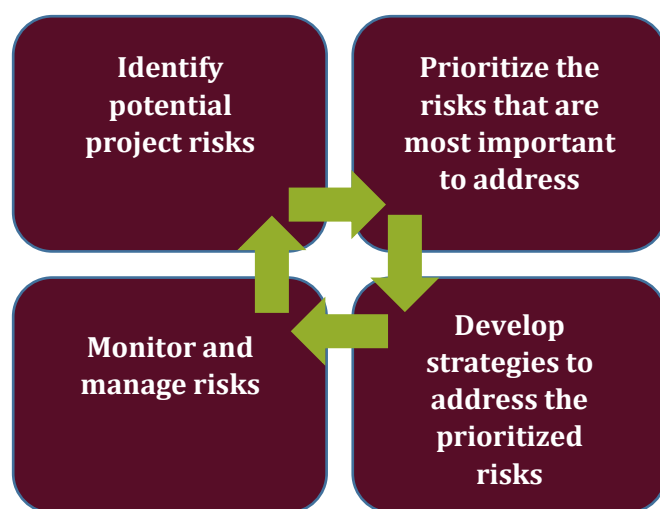 Identify
potential
project risks
Prioritize the
risks that are
most important
to address
Develop
strategies to
address the
prioritized
risks
Monitor and
manage risks